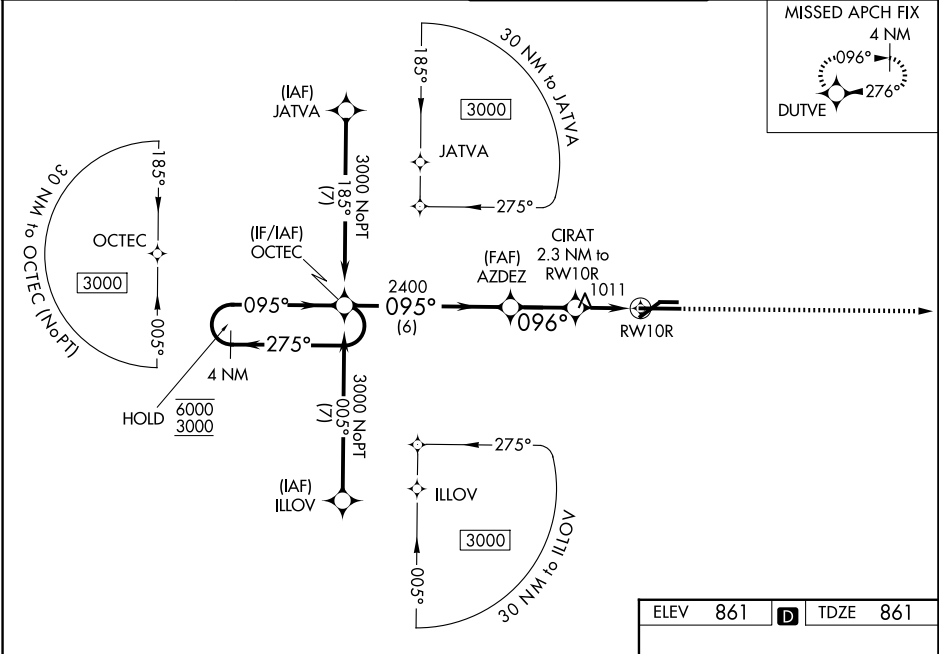 MISSED APCH FIX
4 NM
096°
276°
DUTVE
30 NM to JATVA
185°
3000
JATVA
275°
(IAF)
JATVA
3000 NoPT
185°
(7)
30 NM to OCTEC (NoPT)
185°
OCTEC
3000
005°
(IF/IAF)
OCTEC
095°
275°
4 NM
HOLD
6000
3000
2400
095°
(6)
(FAF)
AZDEZ
096°
CIRAT
2.3 NM to
RW10R
1011
RW10R
3000 NoPT
005°
(7)
(IAF)
ILLOV
275°
ILLOV
3000
005°
30 NM to ILLOV
ELEV 861 D TDZE 861